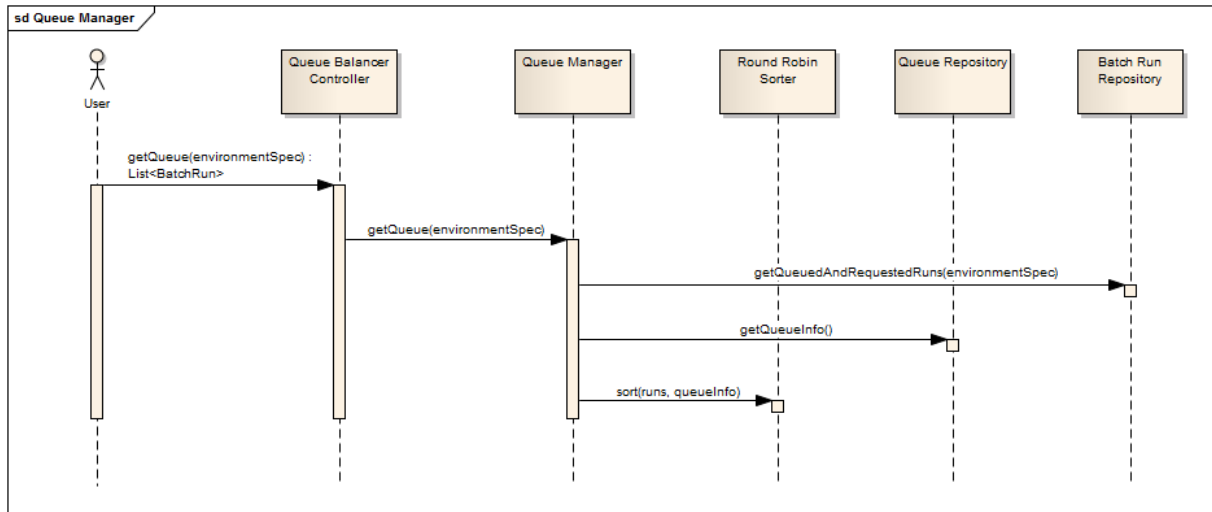 sd Queue Manager
User
Queue Balancer
Controller
Queue Manager
Round Robin
Sorter
Queue Repository
Batch Run
Repository
getQueue(environmentSpec) :
List<BatchRun>
getQueue(environmentSpec)
getQueuedAndRequestedRuns(environmentSpec)
getQueueInfo()
sort(runs, queueInfo)